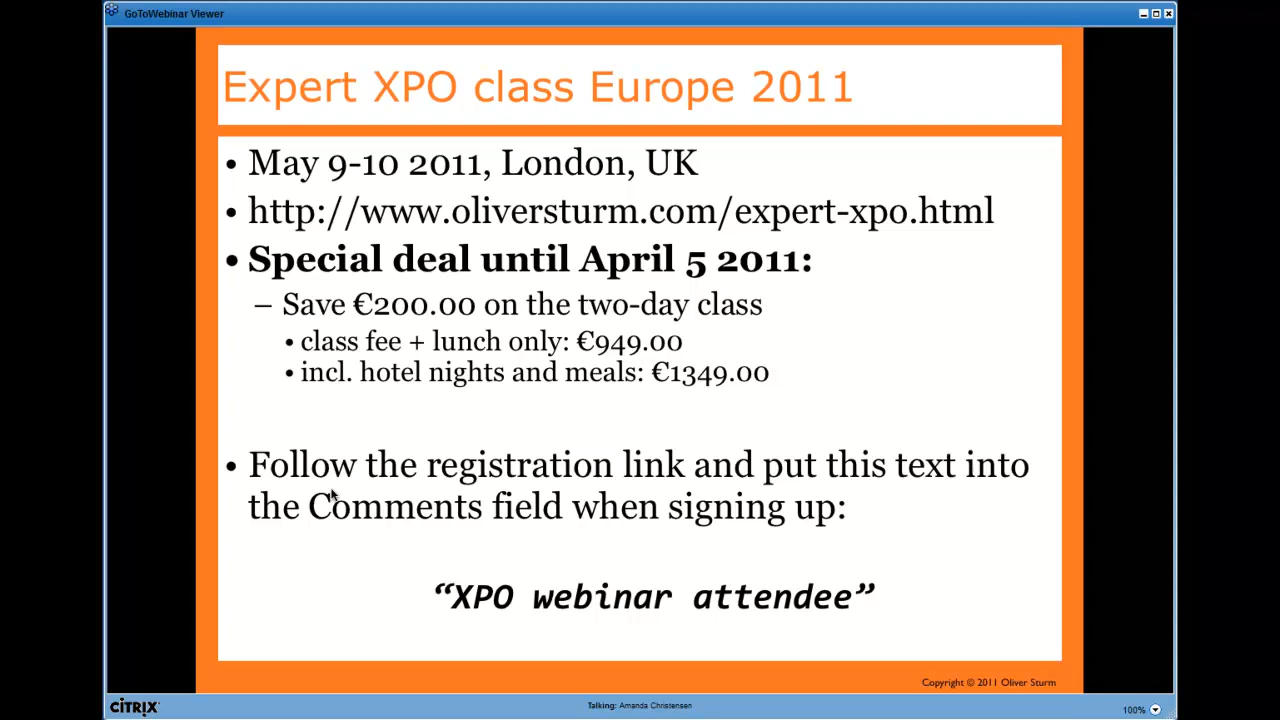 GoToWebinar Viewer
Expert XPO class Europe 2011
• May 9-10 2011, London, UK
• http://www.oliversturm.com/expert-xpo.html
• Special deal until April 5 2011:
– Save €200.00 on the two-day class
• class fee + lunch only: €949.00
• incl. hotel nights and meals: €1349.00
• Follow the registration link and put this text into
the Comments field when signing up:
“XPO webinar attendee”
Copyright © 2011 Oliver Sturm
CİTRIX
Talking: Amanda Christensen
100%